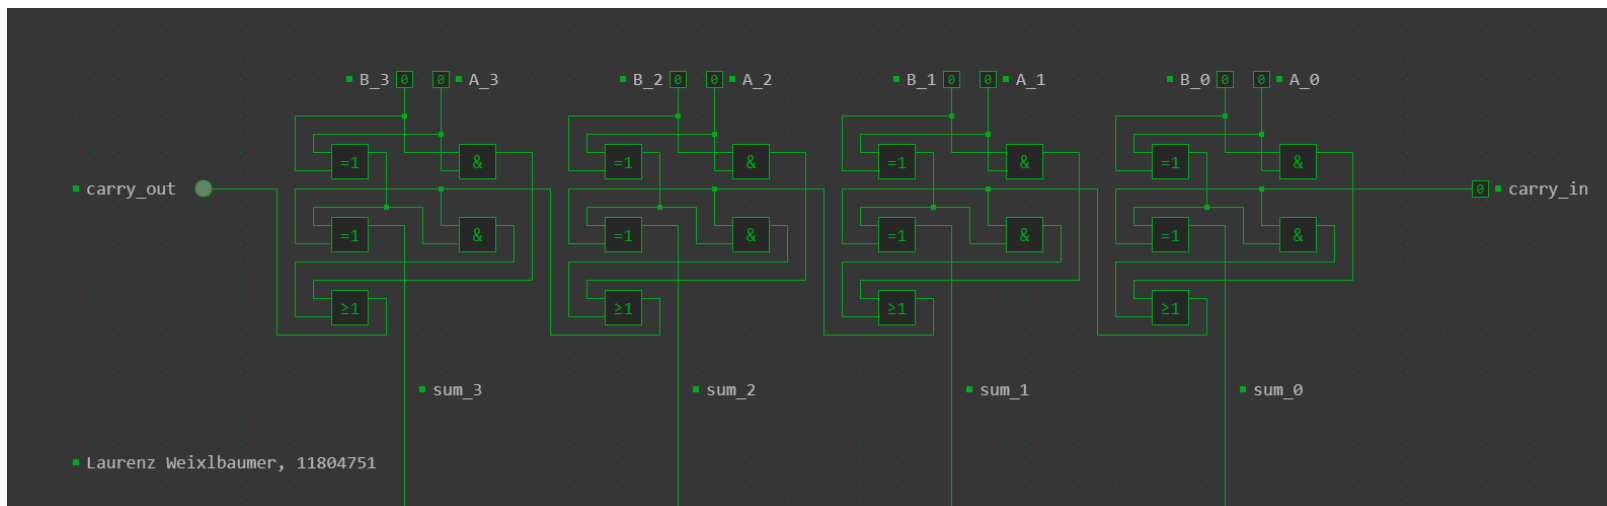 B_3 0 0 A_3 B_2 0 0 A_2 B_1 0 0 A_1 B_0 0 0 A_0
=1 & =1 & =1 & =1 &
carry_out 0 carry_in
=1 & =1 & =1 & =1 &
≥1 ≥1 ≥1 ≥1
sum_3 sum_2 sum_1 sum_0
Laurenz Weixlbaumer, 11804751